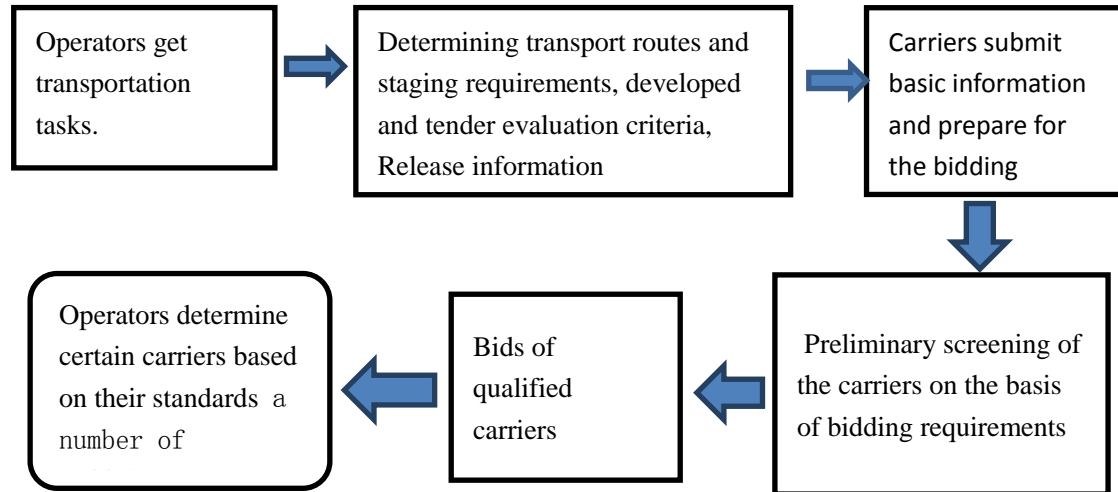 Operators get
transportation
tasks.
Determining transport routes and
staging requirements, developed
and tender evaluation criteria,
Release information
Carriers submit
basic information
and prepare for
the bidding
Preliminary screening of
the carriers on the basis
of bidding requirements
Bids of
qualified
carriers
Operators determine
certain carriers based
on their standards a
number of